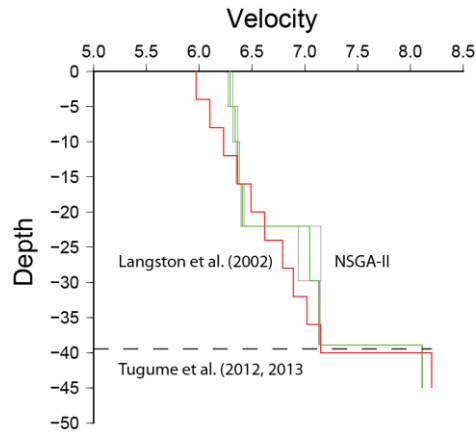 Velocity
5.0 5.5 6.0 6.5 7.0 7.5 8.0 8.5
Depth
0
−5
−10
−15
−20
−25
−30
−35
−40
−45
−50
Langston et al. (2002) NSGA-II
Tugume et al. (2012, 2013